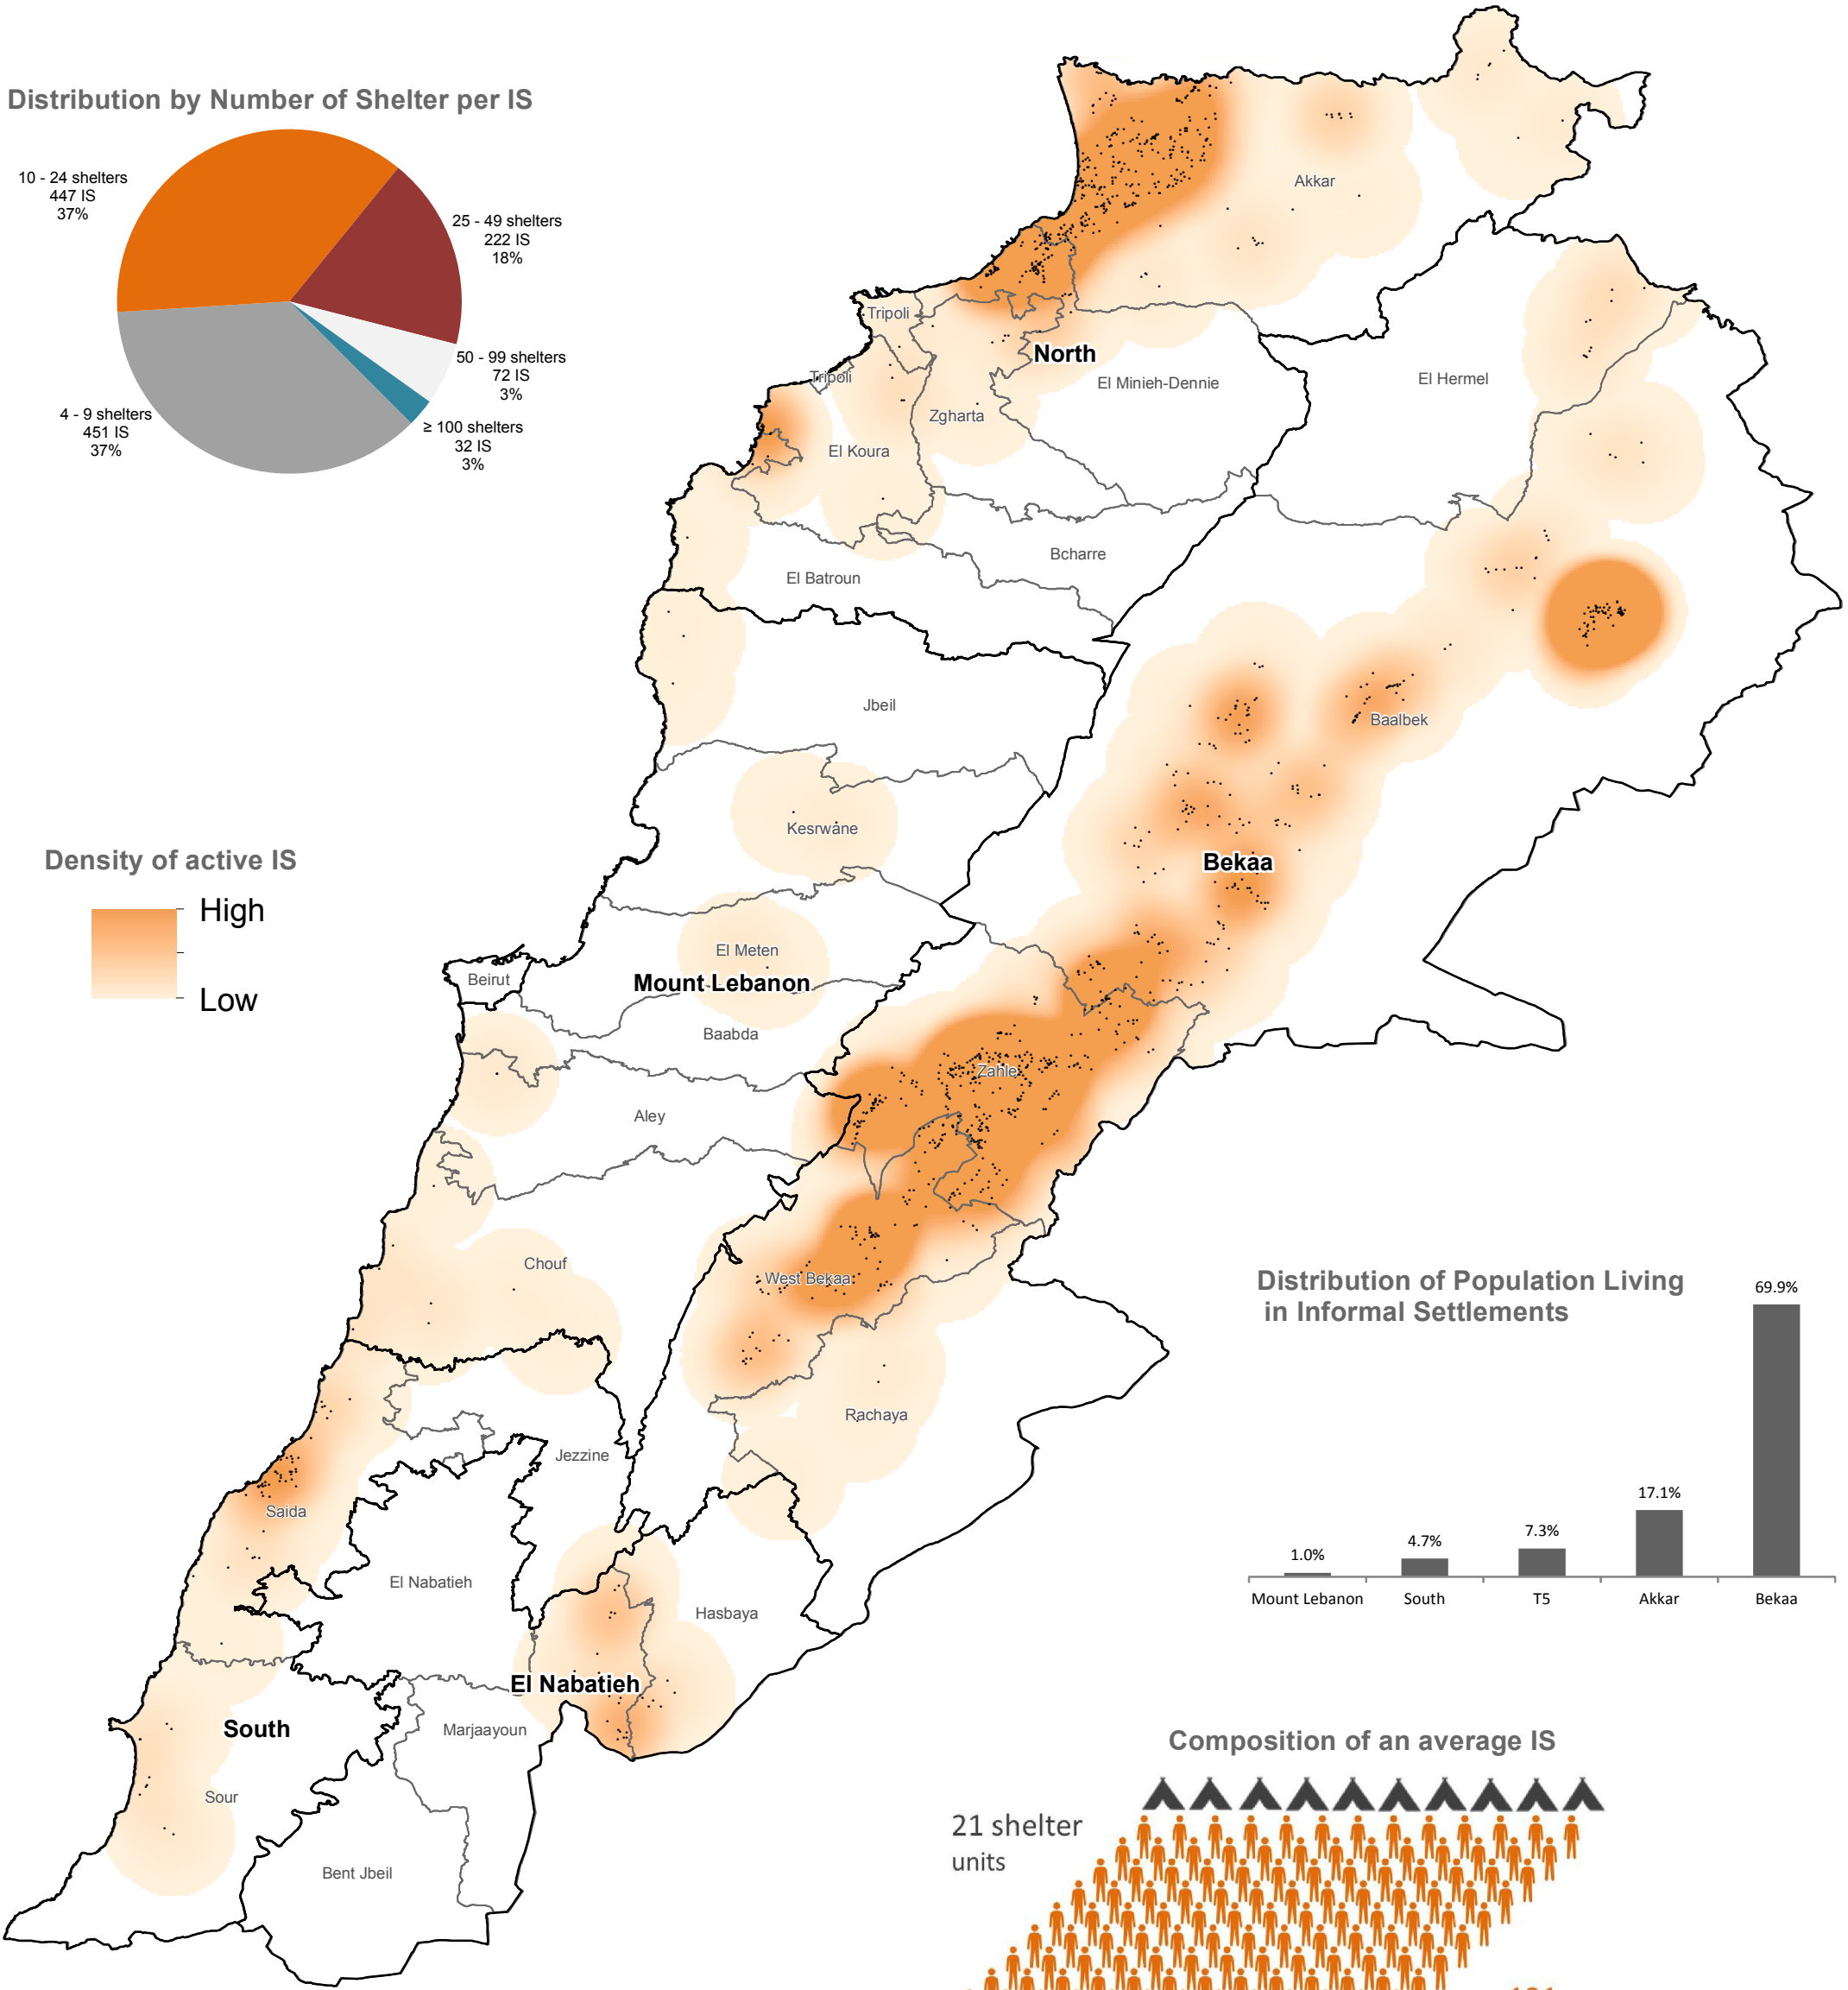 Distribution by Number of Shelter per IS
10 - 24 shelters
447 IS
37%
25 - 49 shelters
222 IS
18%
50 - 99 shelters
72 IS
3%
≥ 100 shelters
32 IS
3%
4 - 9 shelters
451 IS
37%
Akkar
Tripoli
North
Tripoli
El Minieh-Dennie
El Hermel
Zgharta
El Koura
Bcharre
El Batroun
Jbeil
Baalbek
Kesrwane
Density of active IS
High
Low
Bekaa
El Meten
Beirut
Mount Lebanon
Baabda
Zahle
Aley
Chouf
West Bekaa
Distribution of Population Living
in Informal Settlements
69.9%
17.1%
7.3%
4.7%
1.0%
Mount Lebanon
South
T5
Akkar
Bekaa
Rachaya
Jezzine
Saida
El Nabatieh
Hasbaya
El Nabatieh
South
Marjaayoun
Sour
Bent Jbeil
Composition of an average IS
21 shelter
units